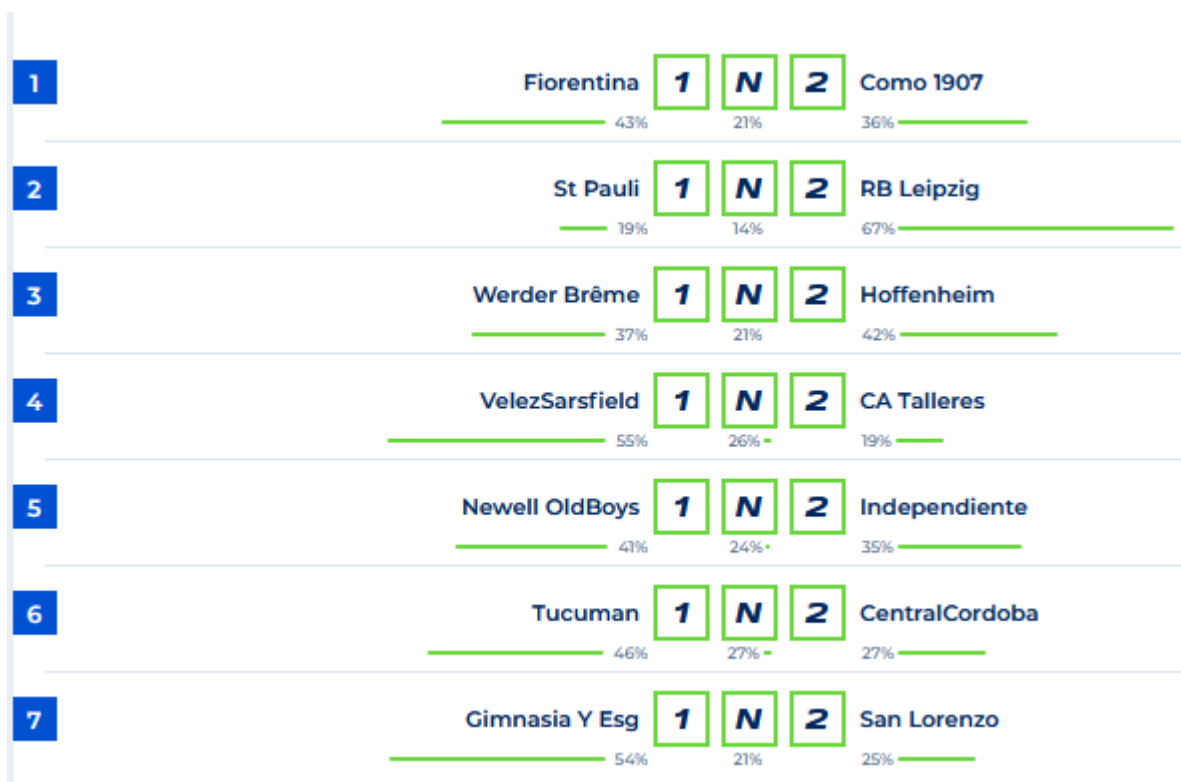 1 Fiorentina 1 N 2 Como 1907
43% 21% 36%
2 St Pauli 1 N 2 RB Leipzig
19% 14% 67%
3 Werder Brême 1 N 2 Hoffenheim
37% 21% 42%
4 VelezSarsfield 1 N 2 CA Talleres
55% 26% 19%
5 Newell OldBoys 1 N 2 Independiente
41% 24% 35%
6 Tucuman 1 N 2 CentralCordoba
46% 27% 27%
7 Gimnasia Y Esg 1 N 2 San Lorenzo
54% 21% 25%